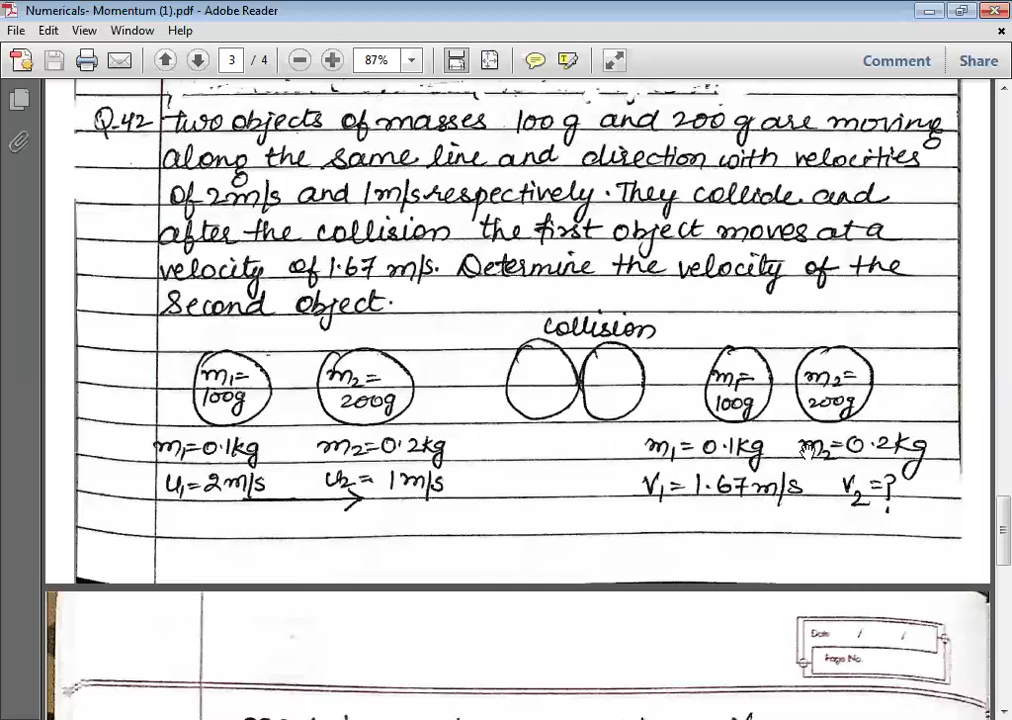 Numericals- Momentum (1).pdf - Adobe Reader
File Edit View Window Help
3 / 4 87% Comment Share
Q.42 Two objects of masses 100g and 200g are moving
along the same line and direction with velocities
of 2m/s and 1m/s respectively. They collide and
after the collision the first object moves at a
velocity of 1.67 m/s. Determine the velocity of the
second object.
collision
m₁= m₂= m₁= m₂=
100g 200g 100g 200g
m₁=0.1kg m₂=0.2kg m₁=0.1kg m₂=0.2kg
u₁=2m/s u₂= 1m/s v₁=1.67m/s v₂=?
Date / /
Page No.